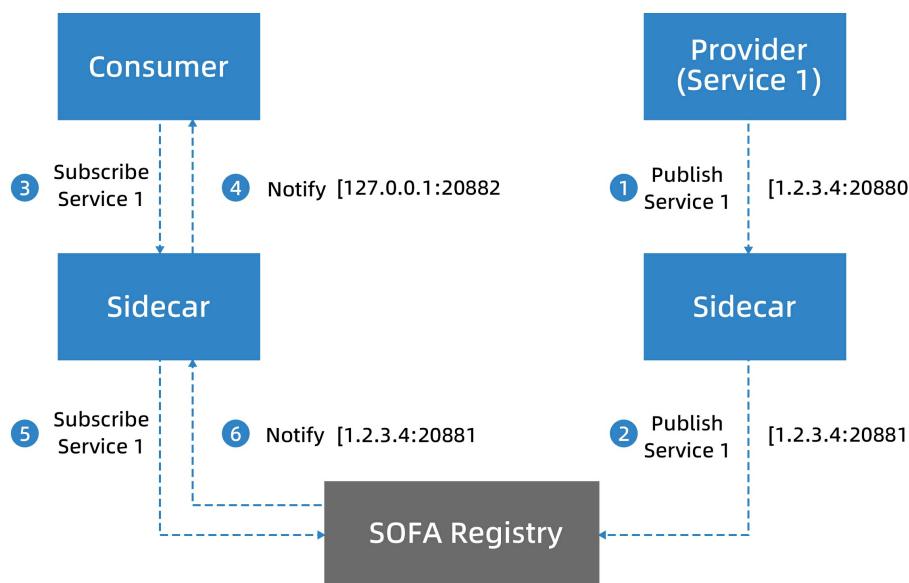 Consumer
Provider
(Service 1)
3
Subscribe
Service 1
4
Notify [127.0.0.1:20882
1
Publish
Service 1
[1.2.3.4:20880
Sidecar
Sidecar
5
Subscribe
Service 1
6
Notify [1.2.3.4:20881
2
Publish
Service 1
[1.2.3.4:20881
SOFA Registry